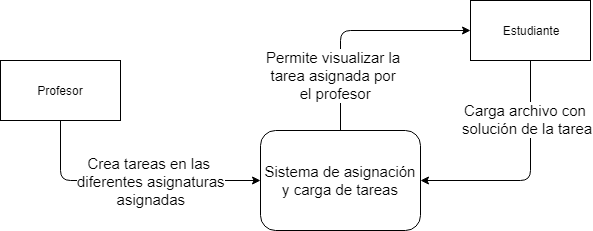 Profesor
Crea tareas en las
diferentes asignaturas
asignadas
Sistema de asignación
y carga de tareas
Permite visualizar la
tarea asignada por
el profesor
Estudiante
Carga archivo con
solución de la tarea